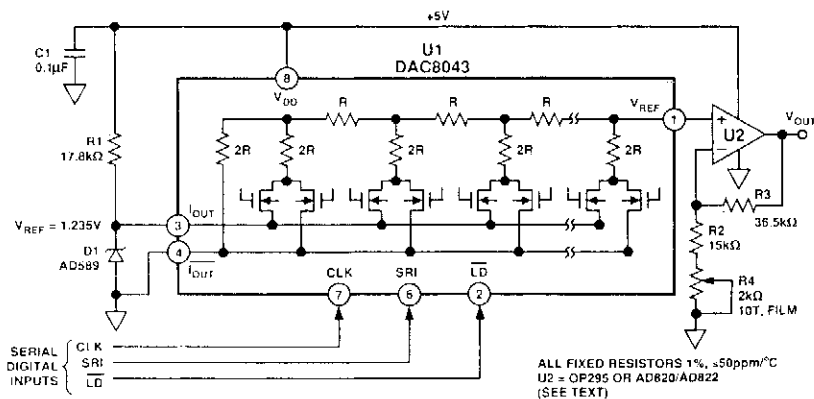 +5V
C1
0.1µF
U1
DAC8043
8
V_DD
R
R
R
V_REF
1
V_OUT
U2
+
−
R1
17.8kΩ
2R
2R
2R
2R
2R
R3
36.5kΩ
I_OUT
V_REF = 1.235V
3
R2
15kΩ
D1
AD589
4
I_OUT
CLK
SRI
LD
R4
2kΩ
10T, FILM
7
6
2
SERIAL
DIGITAL
INPUTS
CLK
SRI
LD
ALL FIXED RESISTORS 1%, ≤50ppm/°C
U2 = OP295 OR AD820/AD822
(SEE TEXT)